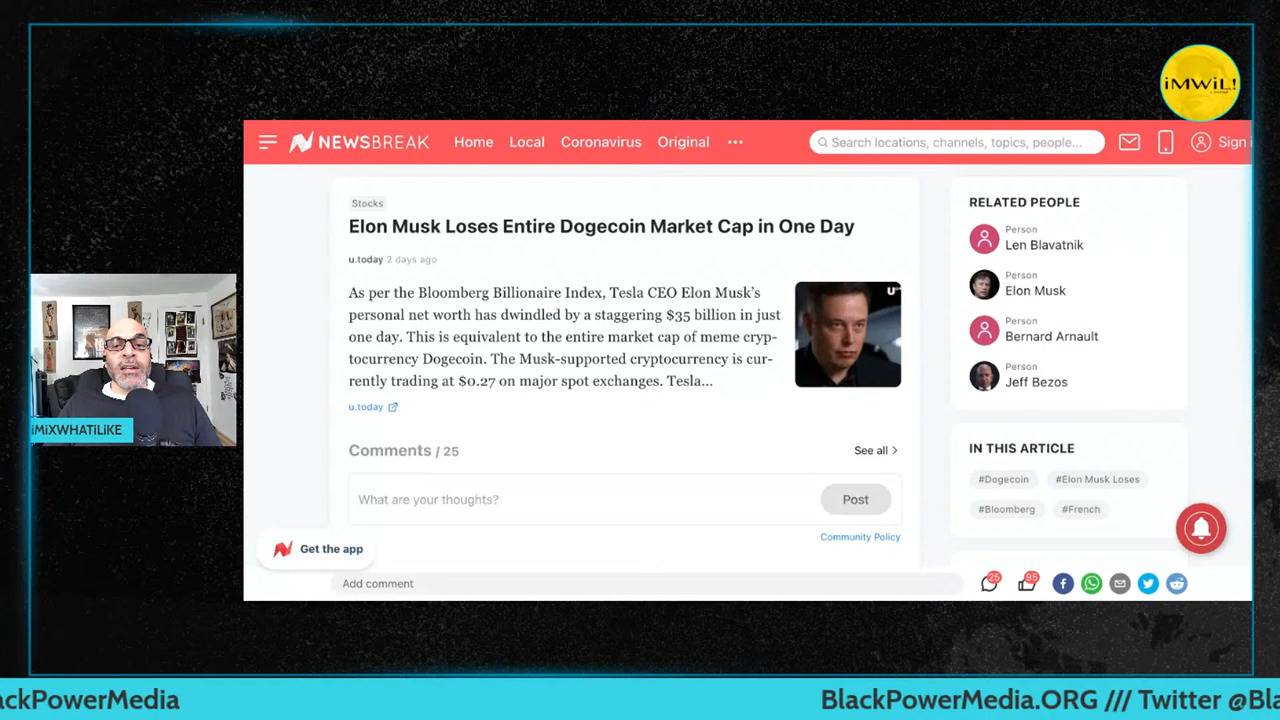 iMWiL!
NEWSBREAK Home Local Coronavirus Original ... Search locations, channels, topics, people... Sign i
Stocks
Elon Musk Loses Entire Dogecoin Market Cap in One Day
u.today 2 days ago
As per the Bloomberg Billionaire Index, Tesla CEO Elon Musk's
personal net worth has dwindled by a staggering $35 billion in just
one day. This is equivalent to the entire market cap of meme cryp-
tocurrency Dogecoin. The Musk-supported cryptocurrency is cur-
rently trading at $0.27 on major spot exchanges. Tesla...
u.today
Comments / 25 See all
What are your thoughts? Post
Community Policy
Get the app
Add comment
25
95
RELATED PEOPLE
Person
Len Blavatnik
Person
Elon Musk
Person
Bernard Arnault
Person
Jeff Bezos
IN THIS ARTICLE
#Dogecoin #Elon Musk Loses
#Bloomberg #French
iMiXWHATiLiKE
ackPowerMedia BlackPowerMedia.ORG /// Twitter @Bla